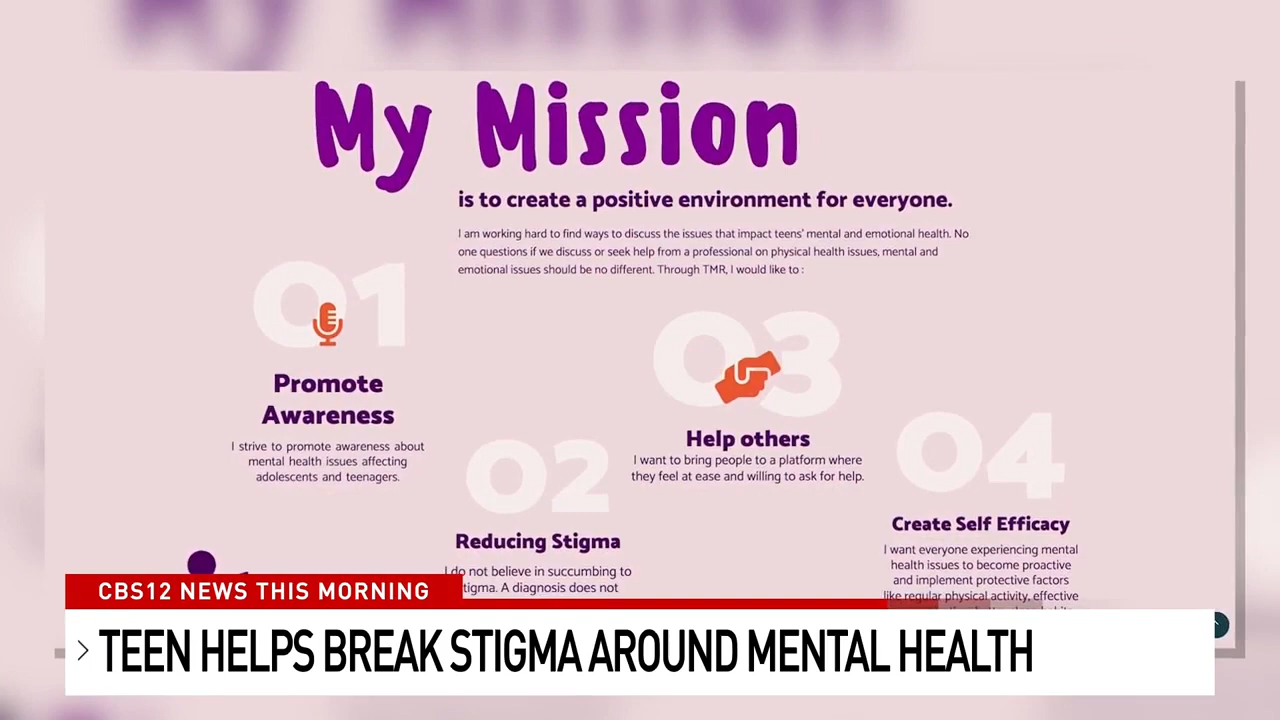 My Mission
is to create a positive environment for everyone.
I am working hard to find ways to discuss the issues that impact teens' mental and emotional health. No
one questions if we discuss or seek help from a professional on physical health issues, mental and
emotional issues should be no different. Through TMR, I would like to :
01
Promote
Awareness
I strive to promote awareness about
mental health issues affecting
adolescents and teenagers.
02
Reducing Stigma
I do not believe in succumbing to
tigma. A diagnosis does not
03
Help others
I want to bring people to a platform where
they feel at ease and willing to ask for help.
04
Create Self Efficacy
I want everyone experiencing mental
health issues to become proactive
and implement protective factors
like regular physical activity, effective
CBS12 NEWS THIS MORNING
TEEN HELPS BREAK STIGMA AROUND MENTAL HEALTH